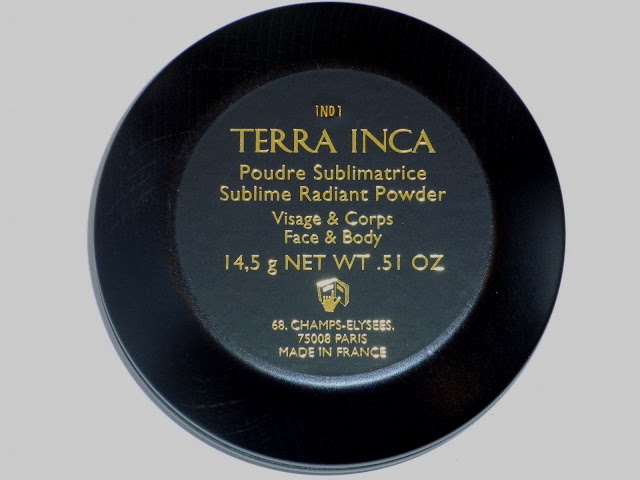 1N01
TERRA INCA
Poudre Sublimatrice
Sublime Radiant Powder
Visage & Corps
Face & Body
14,5 g NET WT .51 OZ
68, CHAMPS-ELYSEES,
75008 PARIS
MADE IN FRANCE